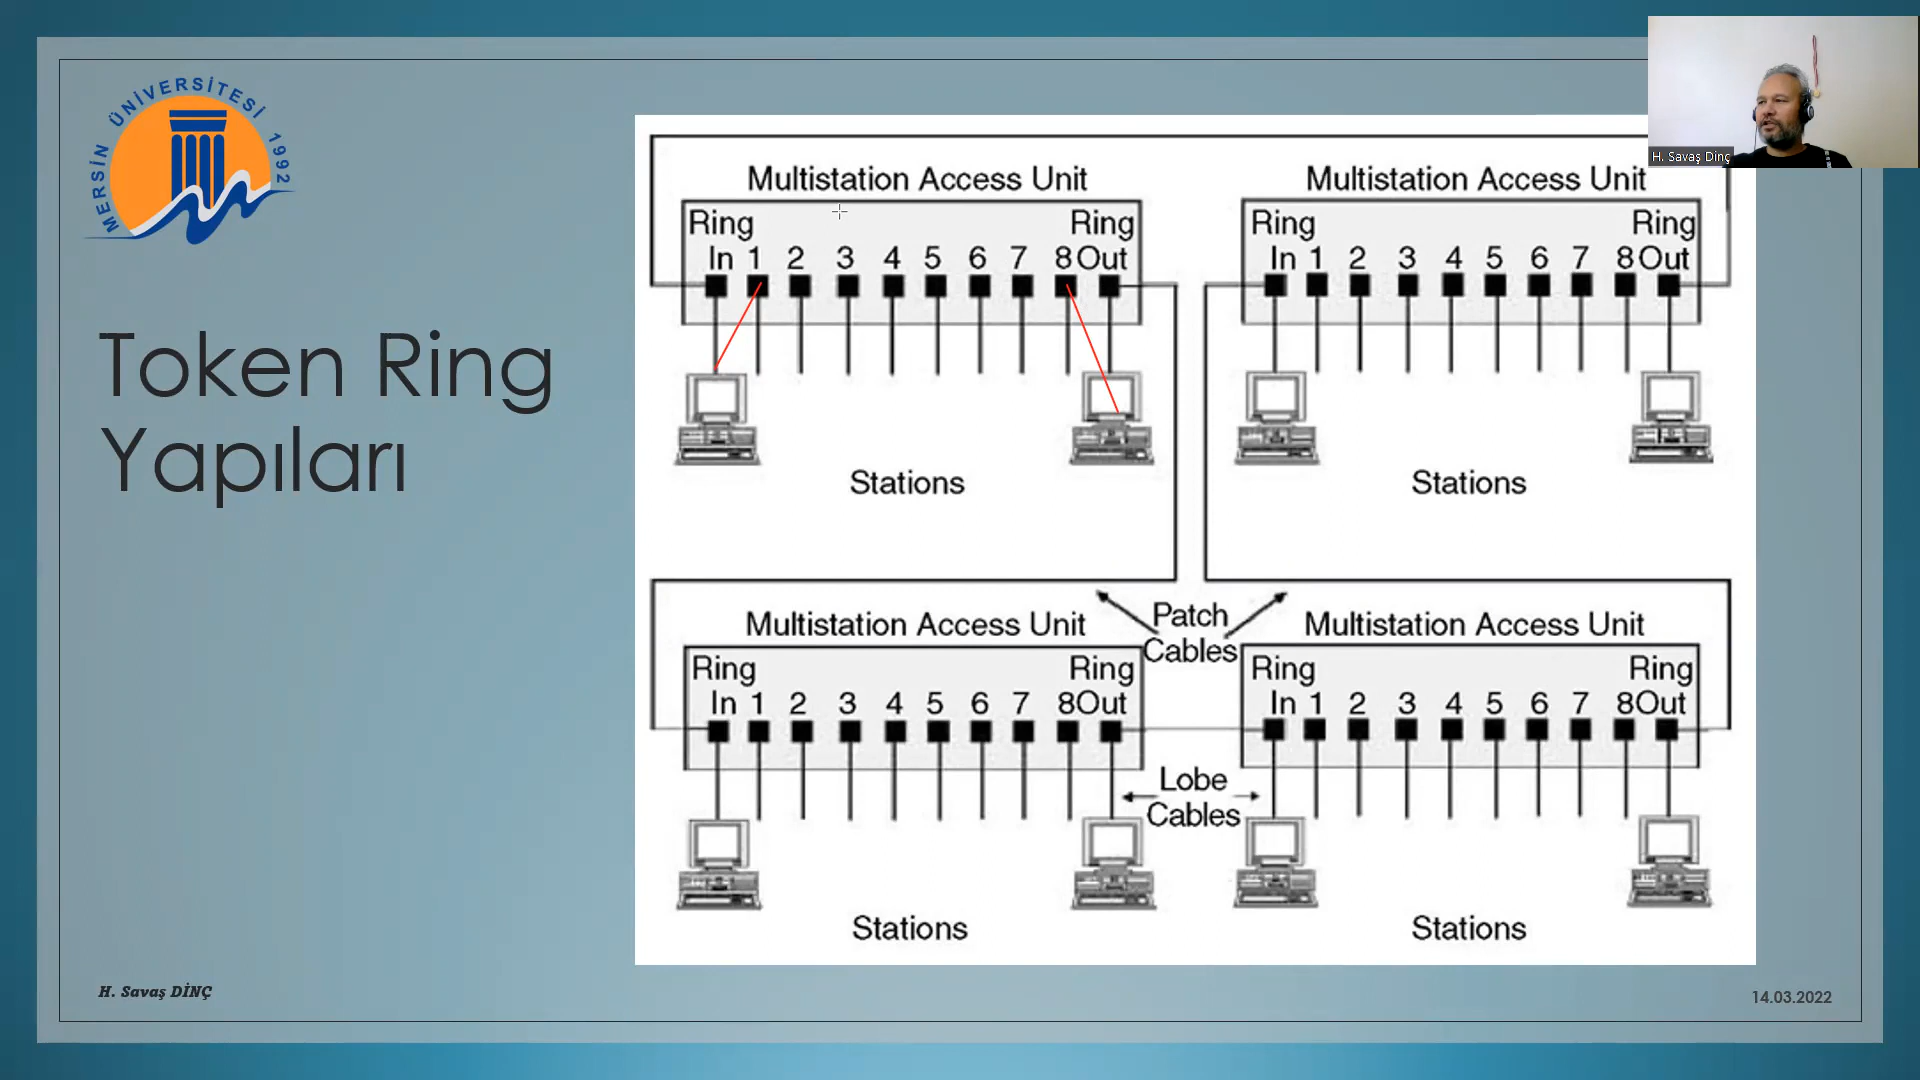 MERSİN ÜNİVERSİTESİ 1992
H. Savaş Dinç
Token Ring
Yapıları
Multistation Access Unit
Ring Ring
In 1 2 3 4 5 6 7 8 Out
Stations
Multistation Access Unit
Ring Ring
In 1 2 3 4 5 6 7 8 Out
Stations
Patch
Cables
Multistation Access Unit
Ring Ring
In 1 2 3 4 5 6 7 8 Out
Stations
Multistation Access Unit
Ring Ring
In 1 2 3 4 5 6 7 8 Out
Lobe
Cables
Stations
H. Savaş DİNÇ
14.03.2022